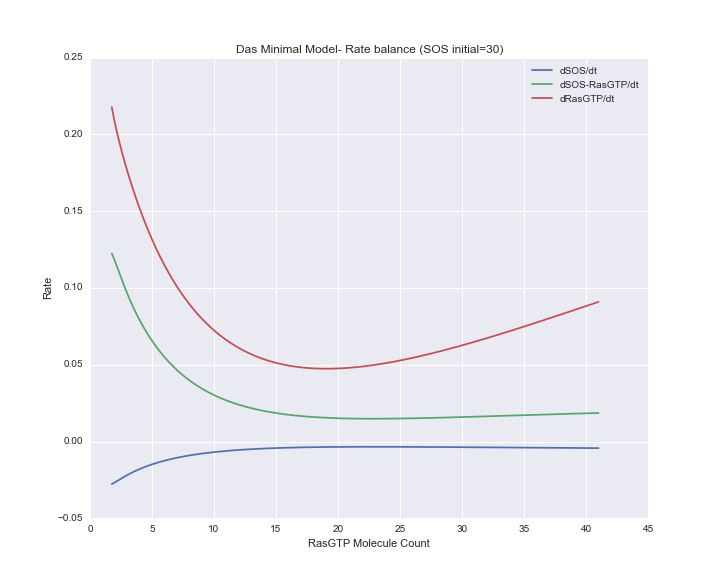 Das Minimal Model- Rate balance (SOS initial=30)
0.25
0.20
0.15
0.10
0.05
0.00
−0.05
Rate
dSOS/dt
dSOS-RasGTP/dt
dRasGTP/dt
0 5 10 15 20 25 30 35 40 45
RasGTP Molecule Count